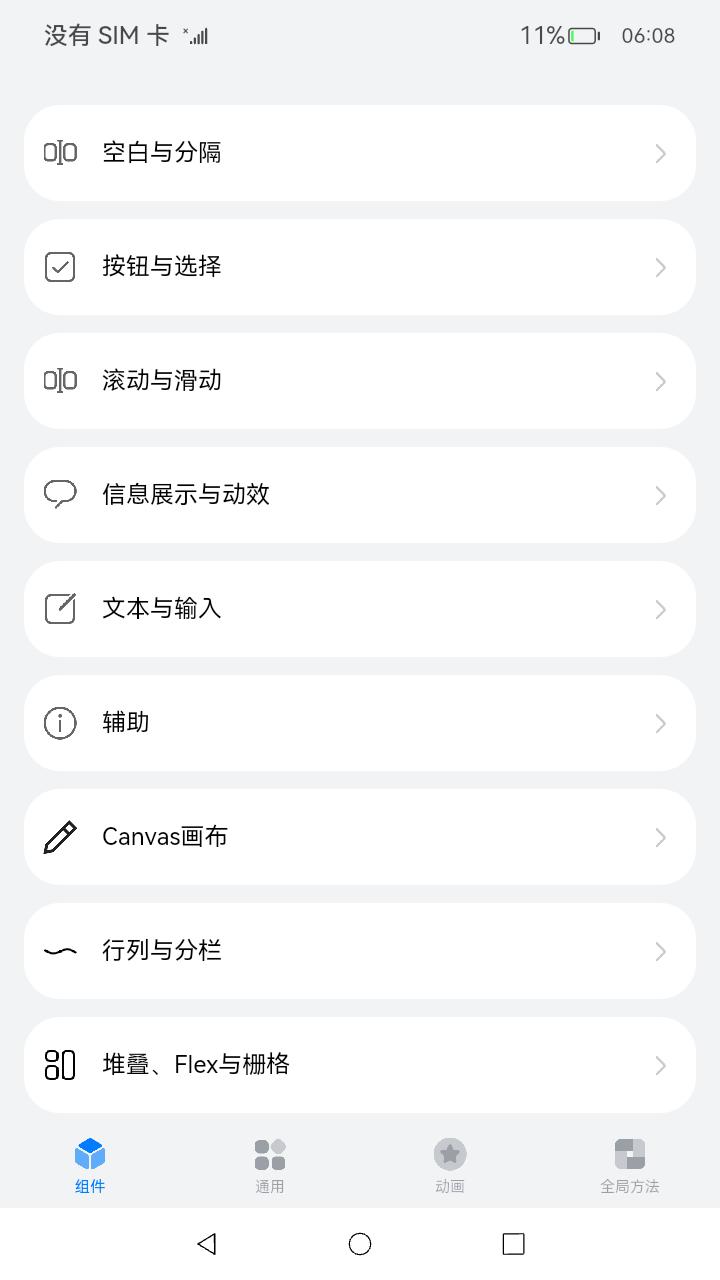 没有 SIM 卡 11% 06:08
空白与分隔
按钮与选择
滚动与滑动
信息展示与动效
文本与输入
辅助
Canvas画布
行列与分栏
堆叠、Flex与栅格
组件 通用 动画 全局方法